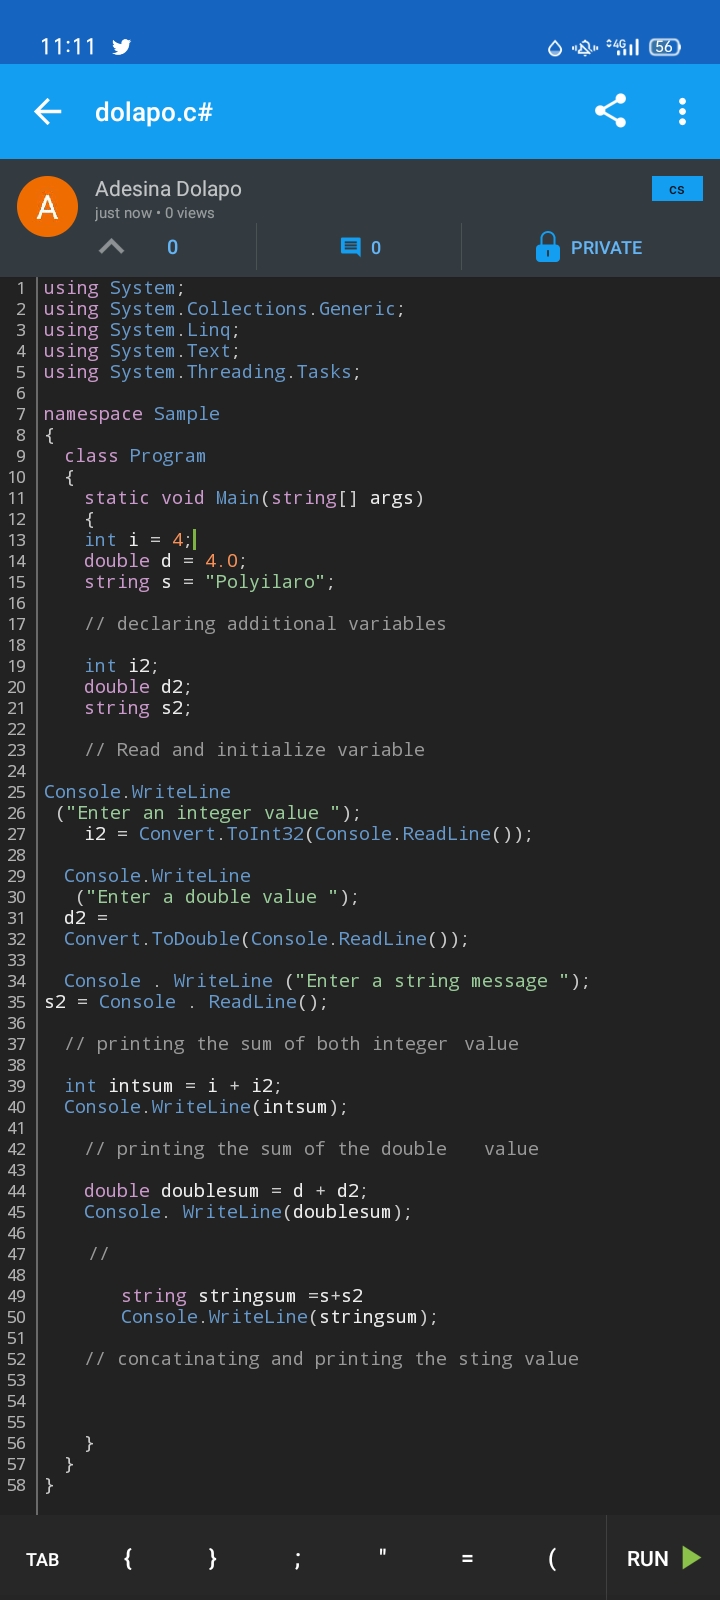 11:11 4G 56
dolapo.c#
A Adesina Dolapo cs
just now • 0 views
0 0 PRIVATE
1 using System;
2 using System.Collections.Generic;
3 using System.Linq;
4 using System.Text;
5 using System.Threading.Tasks;
6
7 namespace Sample
8 {
9 class Program
10 {
11 static void Main(string[] args)
12 {
13 int i = 4;
14 double d = 4.0;
15 string s = "Polyilaro";
16
17 // declaring additional variables
18
19 int i2;
20 double d2;
21 string s2;
22
23 // Read and initialize variable
24
25 Console.WriteLine
26 ("Enter an integer value ");
27 i2 = Convert.ToInt32(Console.ReadLine());
28
29 Console.WriteLine
30 ("Enter a double value ");
31 d2 =
32 Convert.ToDouble(Console.ReadLine());
33
34 Console . WriteLine ("Enter a string message ");
35 s2 = Console . ReadLine();
36
37 // printing the sum of both integer value
38
39 int intsum = i + i2;
40 Console.WriteLine(intsum);
41
42 // printing the sum of the double value
43
44 double doublesum = d + d2;
45 Console. WriteLine(doublesum);
46
47 //
48
49 string stringsum =s+s2
50 Console.WriteLine(stringsum);
51
52 // concatinating and printing the sting value
53
54
55
56 }
57 }
58 }
TAB { } ; " = ( RUN